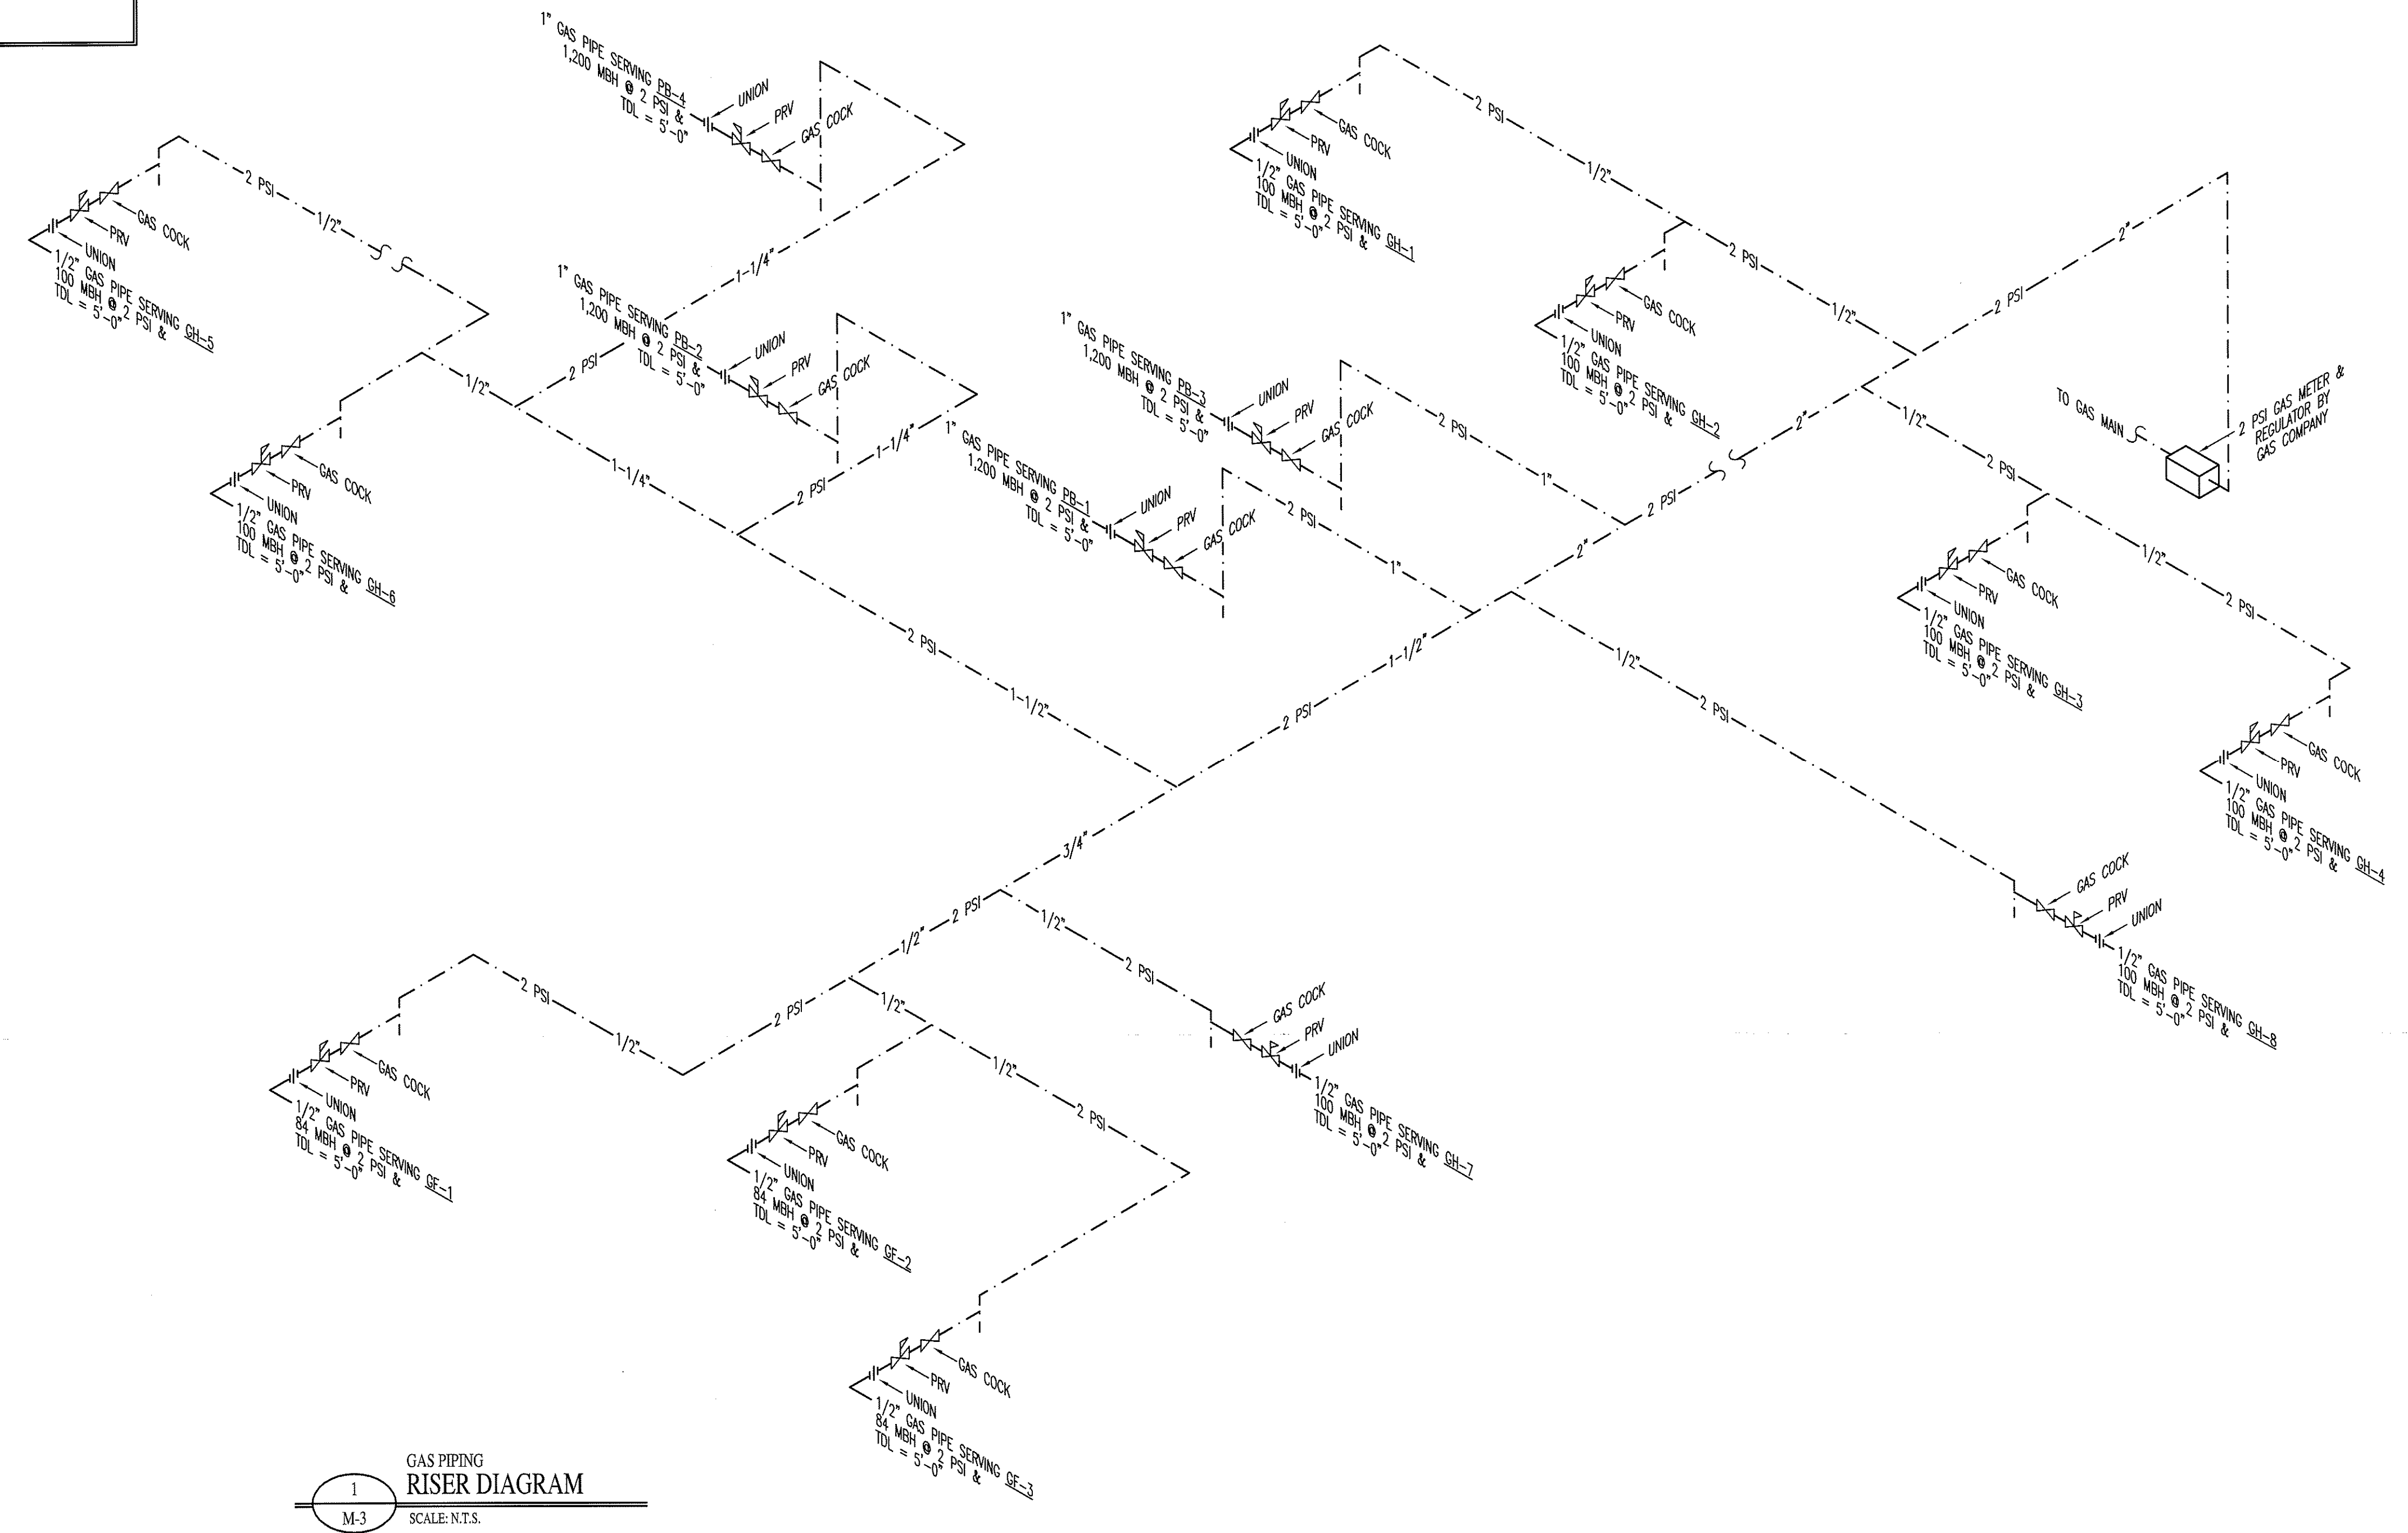 1" GAS PIPE SERVING PB-4
1,200 MBH @ 2 PSI &
TDL = 5'-0"
UNION
PRV
GAS COCK
2 PSI
1/2"
GAS COCK
PRV
UNION
1/2" GAS PIPE SERVING GH-5
100 MBH @ 2 PSI &
TDL = 5'-0"
1-1/4"
2 PSI
1/2"
1" GAS PIPE SERVING PB-2
1,200 MBH @ 2 PSI &
TDL = 5'-0"
UNION
PRV
GAS COCK
1-1/4"
2 PSI
1-1/4"
GAS COCK
PRV
UNION
1/2" GAS PIPE SERVING GH-6
100 MBH @ 2 PSI &
TDL = 5'-0"
2 PSI
1-1/2"
2 PSI
1/2"
GAS COCK
PRV
UNION
1/2" GAS PIPE SERVING GH-1
100 MBH @ 2 PSI &
TDL = 5'-0"
2 PSI
1/2"
GAS COCK
PRV
UNION
1/2" GAS PIPE SERVING GH-2
100 MBH @ 2 PSI &
TDL = 5'-0"
2"
2 PSI
TO GAS MAIN
2 PSI GAS METER &
REGULATOR BY
GAS COMPANY
1" GAS PIPE SERVING PB-3
1,200 MBH @ 2 PSI &
TDL = 5'-0"
UNION
PRV
GAS COCK
2 PSI
1"
1" GAS PIPE SERVING PB-1
1,200 MBH @ 2 PSI &
TDL = 5'-0"
UNION
PRV
GAS COCK
2 PSI
1"
2"
2 PSI
2"
1/2"
2 PSI
1/2"
2 PSI
GAS COCK
PRV
UNION
1/2" GAS PIPE SERVING GH-3
100 MBH @ 2 PSI &
TDL = 5'-0"
GAS COCK
PRV
UNION
1/2" GAS PIPE SERVING GH-4
100 MBH @ 2 PSI &
TDL = 5'-0"
1/2"
2 PSI
GAS COCK
PRV
UNION
1/2" GAS PIPE SERVING GH-8
100 MBH @ 2 PSI &
TDL = 5'-0"
1-1/2"
2 PSI
3/4"
2 PSI
1/2"
1/2"
2 PSI
GAS COCK
PRV
UNION
1/2" GAS PIPE SERVING GH-7
100 MBH @ 2 PSI &
TDL = 5'-0"
2 PSI
2 PSI
1/2"
GAS COCK
PRV
UNION
1/2" GAS PIPE SERVING GF-1
84 MBH @ 2 PSI &
TDL = 5'-0"
1/2"
1/2"
2 PSI
GAS COCK
PRV
UNION
1/2" GAS PIPE SERVING GF-2
84 MBH @ 2 PSI &
TDL = 5'-0"
GAS COCK
PRV
UNION
1/2" GAS PIPE SERVING GF-3
84 MBH @ 2 PSI &
TDL = 5'-0"
1
M-3
GAS PIPING
RISER DIAGRAM
SCALE: N.T.S.